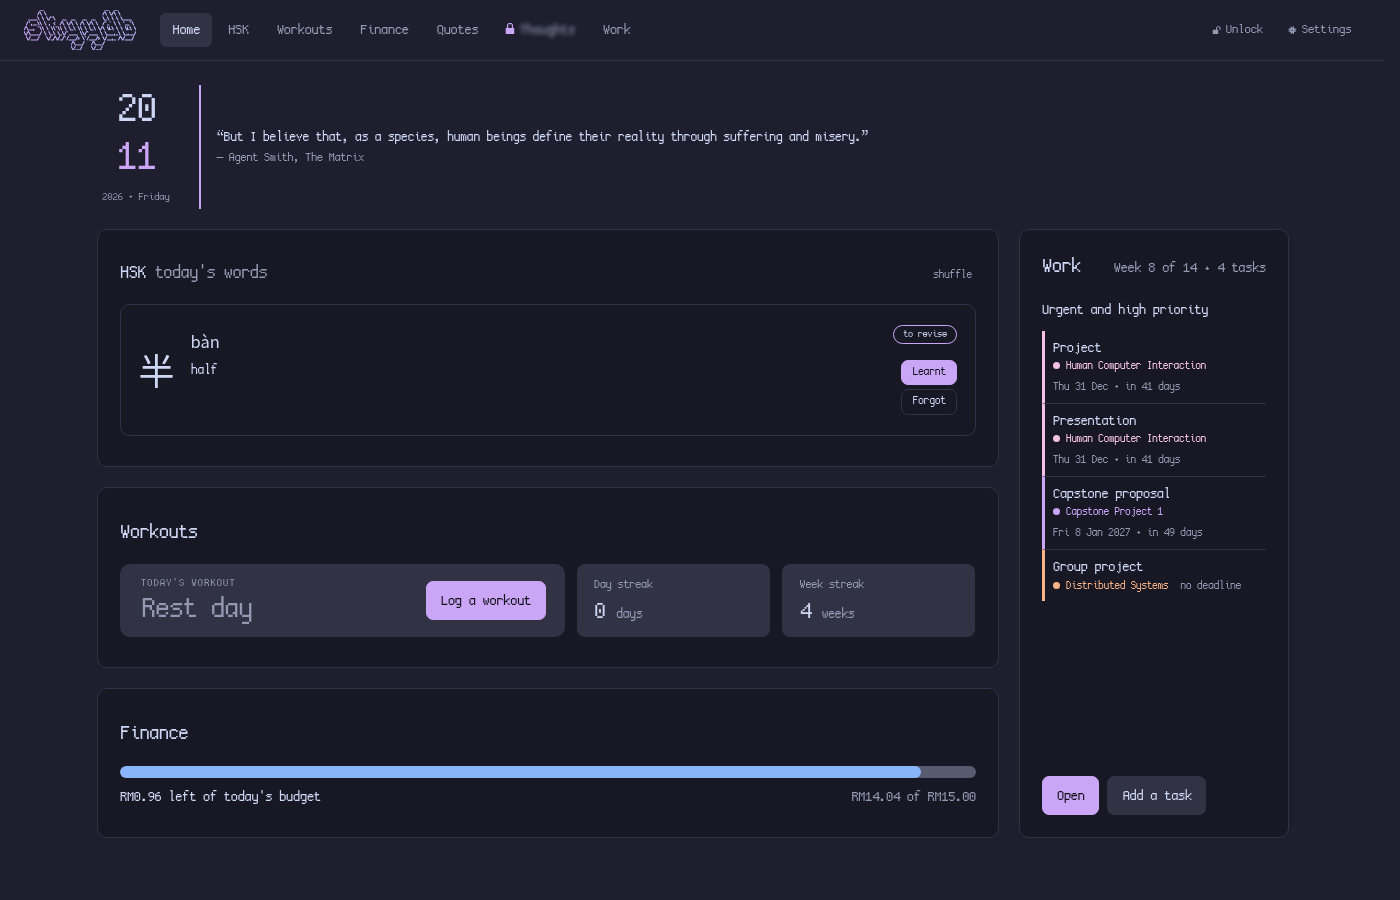 Home HSK Workouts Finance Quotes Work Unlock Settings
20
11
2026 • Friday
“But I believe that, as a species, human beings define their reality through suffering and misery.”
— Agent Smith, The Matrix
HSK today's words
shuffle
半
bàn
half
to revise
Learnt
Forgot
Workouts
TODAY'S WORKOUT
Rest day
Log a workout
Day streak
0 days
Week streak
4 weeks
Finance
RM0.96 left of today's budget
RM14.04 of RM15.00
Work
Week 8 of 14 • 4 tasks
Urgent and high priority
Project
Human Computer Interaction
Thu 31 Dec • in 41 days
Presentation
Human Computer Interaction
Thu 31 Dec • in 41 days
Capstone proposal
Capstone Project 1
Fri 8 Jan 2027 • in 49 days
Group project
Distributed Systems no deadline
Open
Add a task